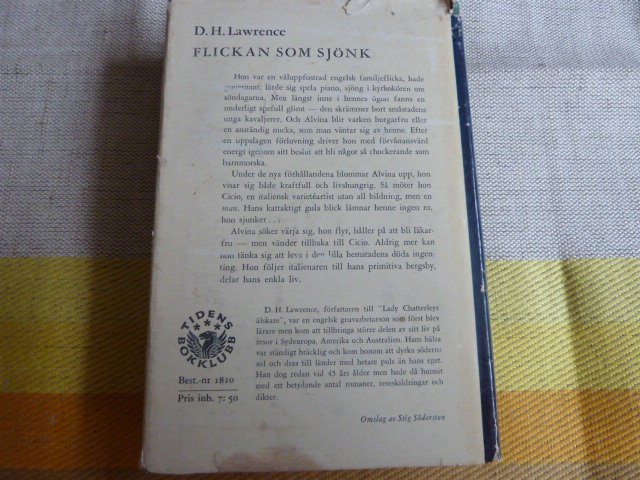 D. H. Lawrence
FLICKAN SOM SJÖNK
Hon var en väluppfostrad engelsk familjeflicka, hade
guvernant, lärde sig spela piano, sjöng i kyrkokören om
söndagarna. Men längst inne i hennes ögon fanns en
onderligt spefull glimt — den skrämmer bort småstadens
unga kavaljerer. Och Alvina blir varken borgarfru eller
en anständig nucka, som man väntar sig av henne. Efter
en uppslagen förlovning driver hon med förvånansvärd
energi igenom sitt beslut att bli något så chockerande som
barnmorska.
Under de nya förhållandena blommar Alvina upp, hon
visar sig både kraftfull och livshungrig. Så möter hon
Cicio, en italiensk varietéartist utan all bildning, men en
man. Hans kattaktigt gula blick lämnar henne ingen ro,
hon sjunker...
Alvina söker värja sig, hon flyr, håller på att bli läkar-
fru — men vänder tillbaka till Cicio. Aldrig mer kan
hon tänka sig att leva i den lilla hemstadens döda ingen-
ting. Hon följer italienaren till hans primitiva bergsby,
delar hans enkla liv.
D. H. Lawrence, författaren till "Lady Chatterleys
älskare", var en engelsk gruvarbetarson som först blev
lärare men kom att tillbringa större delen av sitt liv på
resor i Sydeuropa, Amerika och Australien. Hans hälsa
var ständigt bräcklig och kom honom att dyrka söderns
sol och dras till länder med hetare puls än hans eget.
Han dog redan vid 45 års ålder men hade då hunnit
med ett betydande antal romaner, reseskildringar och
dikter.
TIDENS
BOKKLUBB
Best.-nr 1810
Pris inb. 7:50
Omslag av Stig Södersten